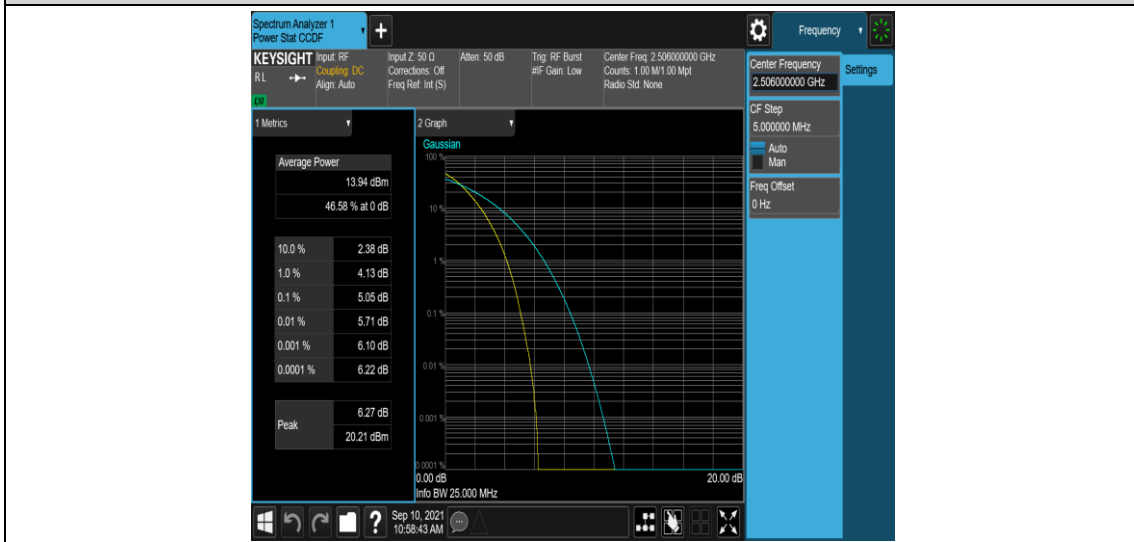 Spectrum Analyzer 1
Power Stat CCDF
+
Frequency
KEYSIGHT
RL
LXI
Input: RF
Coupling: DC
Align: Auto
Input Z: 50 Ω
Corrections: Off
Freq Ref: Int (S)
Atten: 50 dB
Trig: RF Burst
#IF Gain: Low
Center Freq: 2.506000000 GHz
Counts: 1.00 M/1.00 Mpt
Radio Std: None
Center Frequency
2.506000000 GHz
Settings
CF Step
5.000000 MHz
Auto
Man
Freq Offset
0 Hz
1 Metrics
Average Power
13.94 dBm
46.58 % at 0 dB
10.0 % 2.38 dB
1.0 % 4.13 dB
0.1 % 5.05 dB
0.01 % 5.71 dB
0.001 % 6.10 dB
0.0001 % 6.22 dB
Peak
6.27 dB
20.21 dBm
2 Graph
Gaussian
100 %
10 %
1 %
0.1 %
0.01 %
0.001 %
0.0001 %
0.00 dB 20.00 dB
Info BW 25.000 MHz
?
Sep 10, 2021
10:58:43 AM